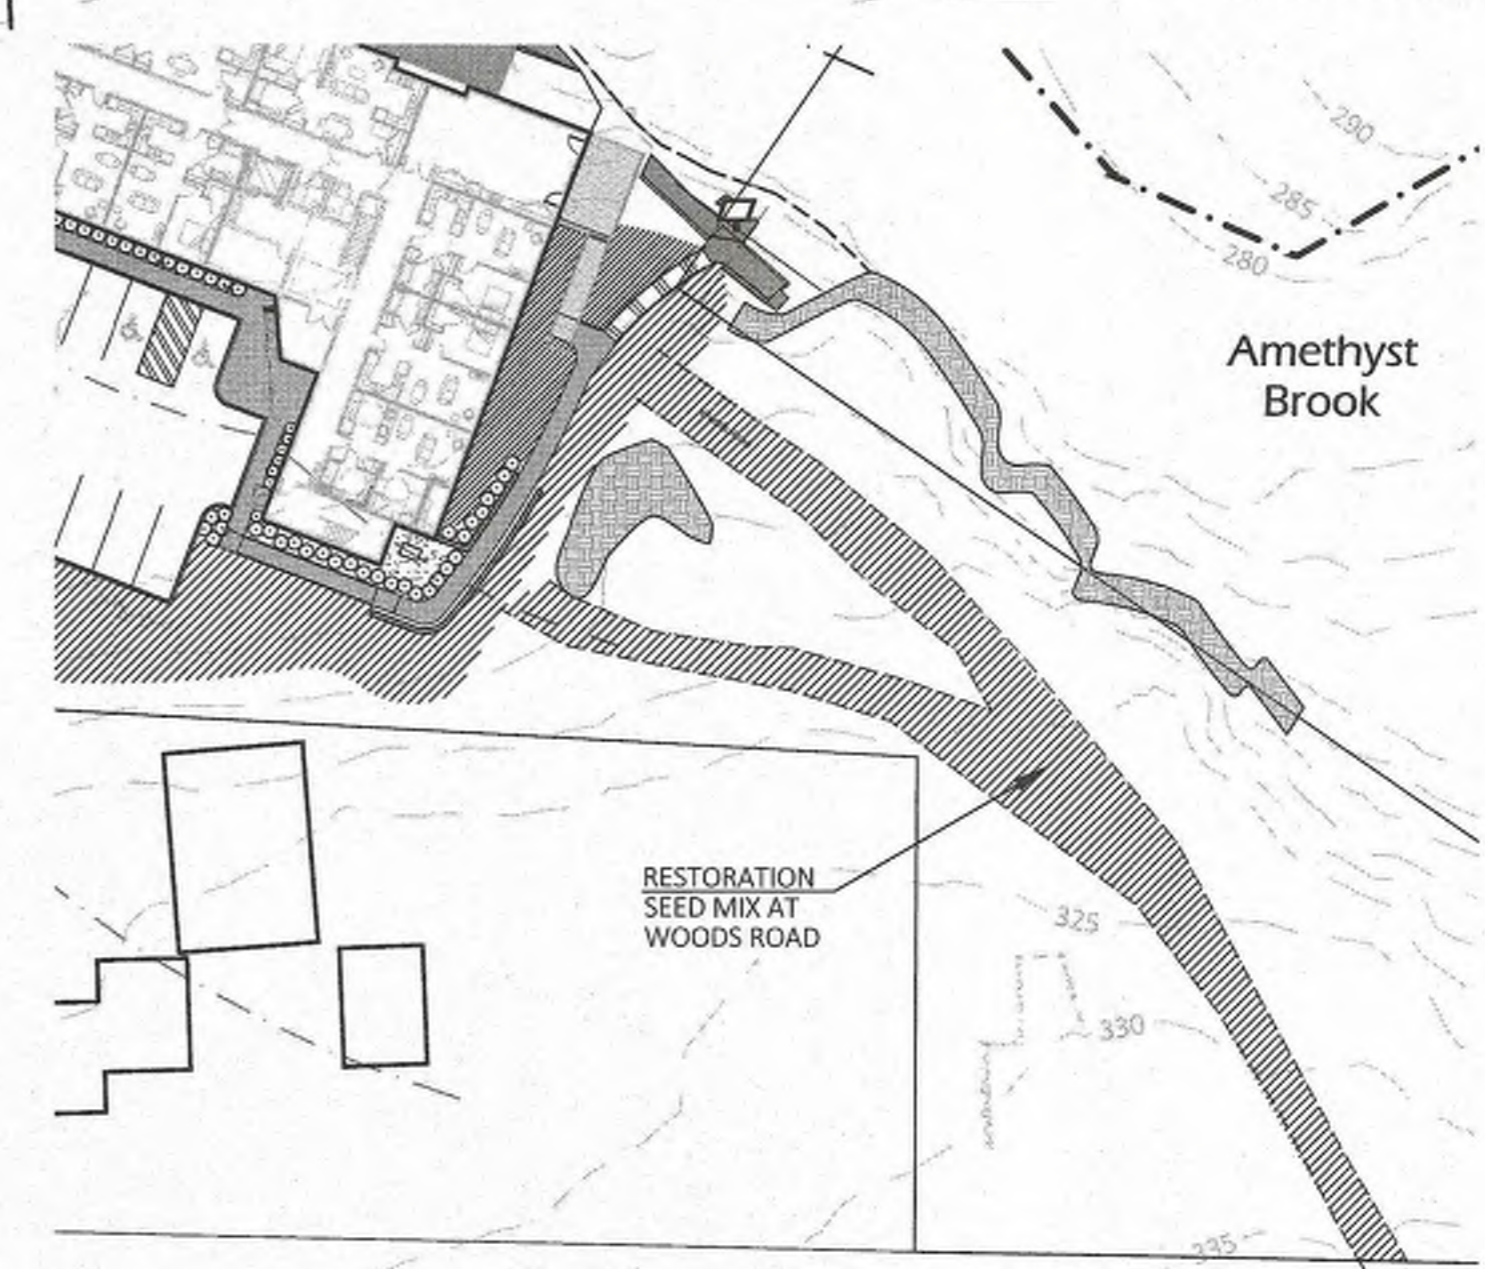 290
285
280
Amethyst
Brook
RESTORATION
SEED MIX AT
WOODS ROAD
325
330
335